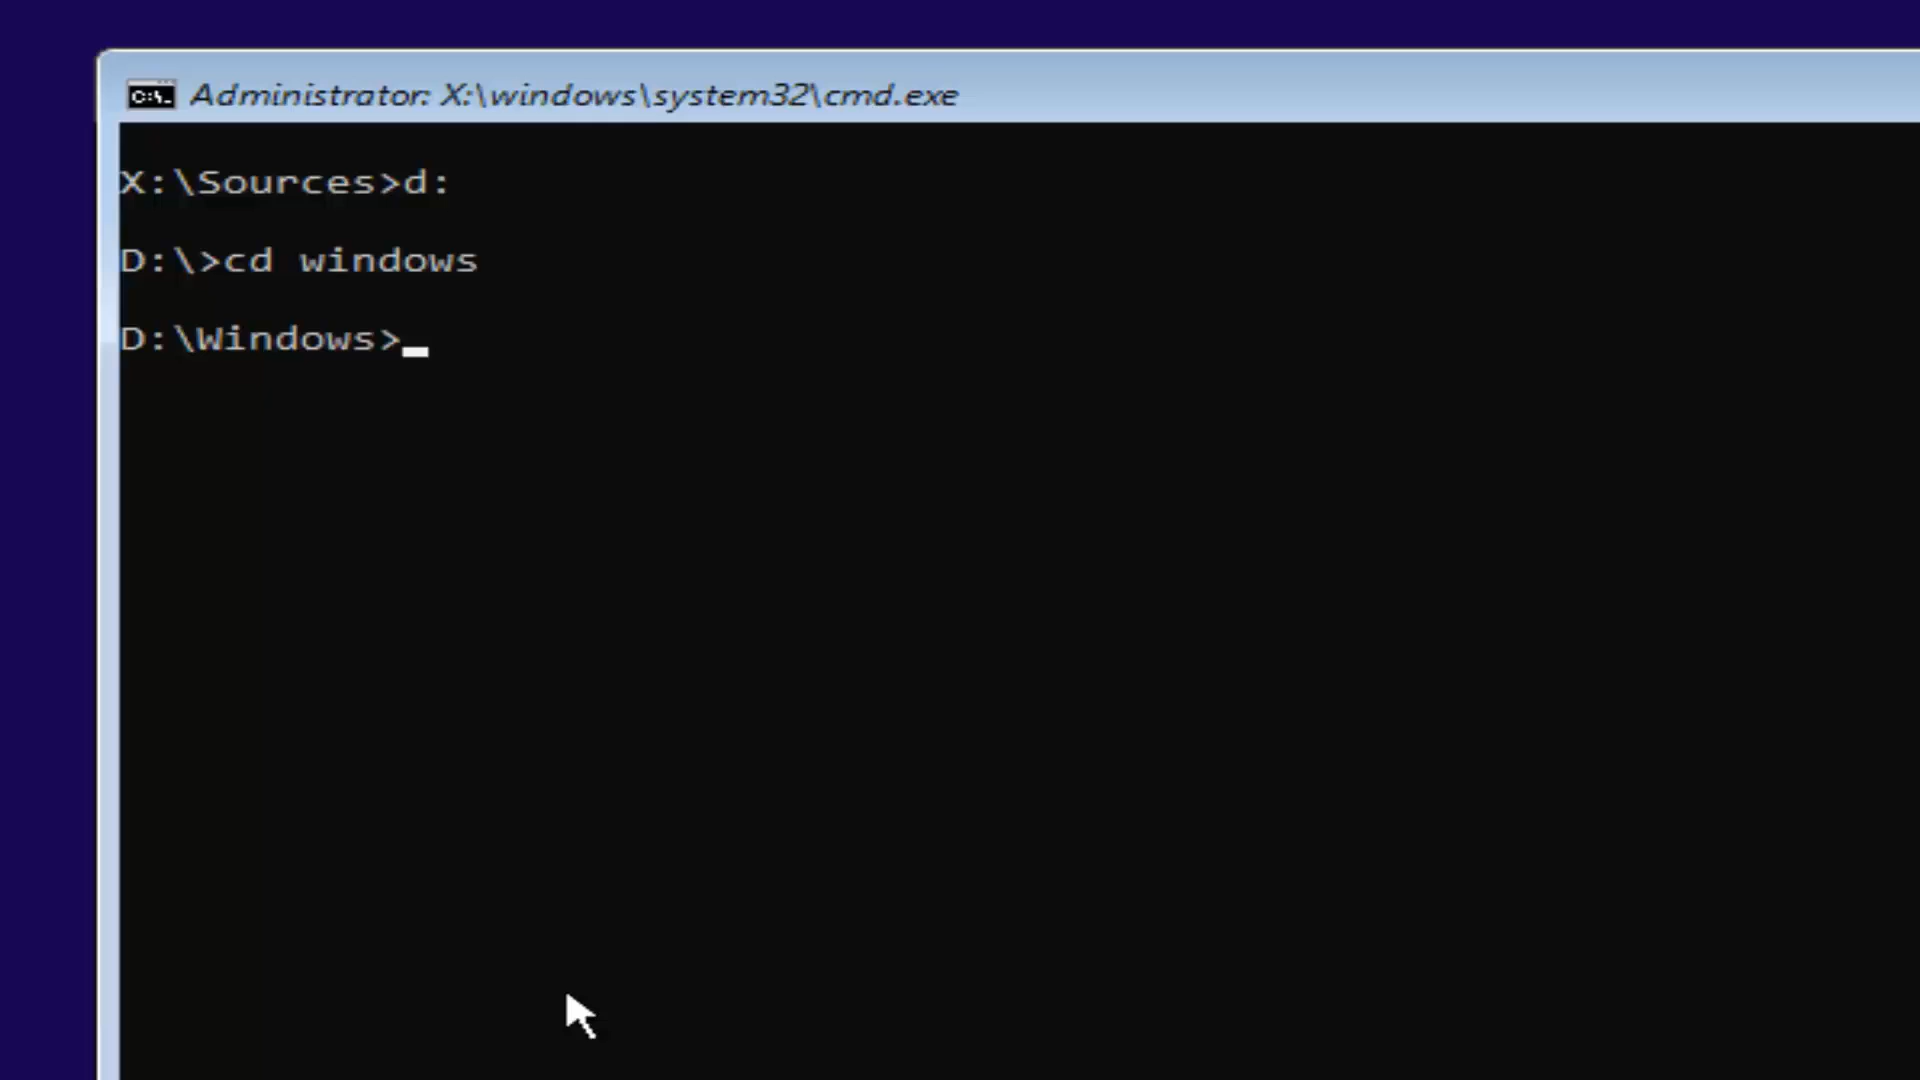 C:\.
Administrator: X:\windows\system32\cmd.exe
X:\Sources>d:
D:\>cd windows
D:\Windows>